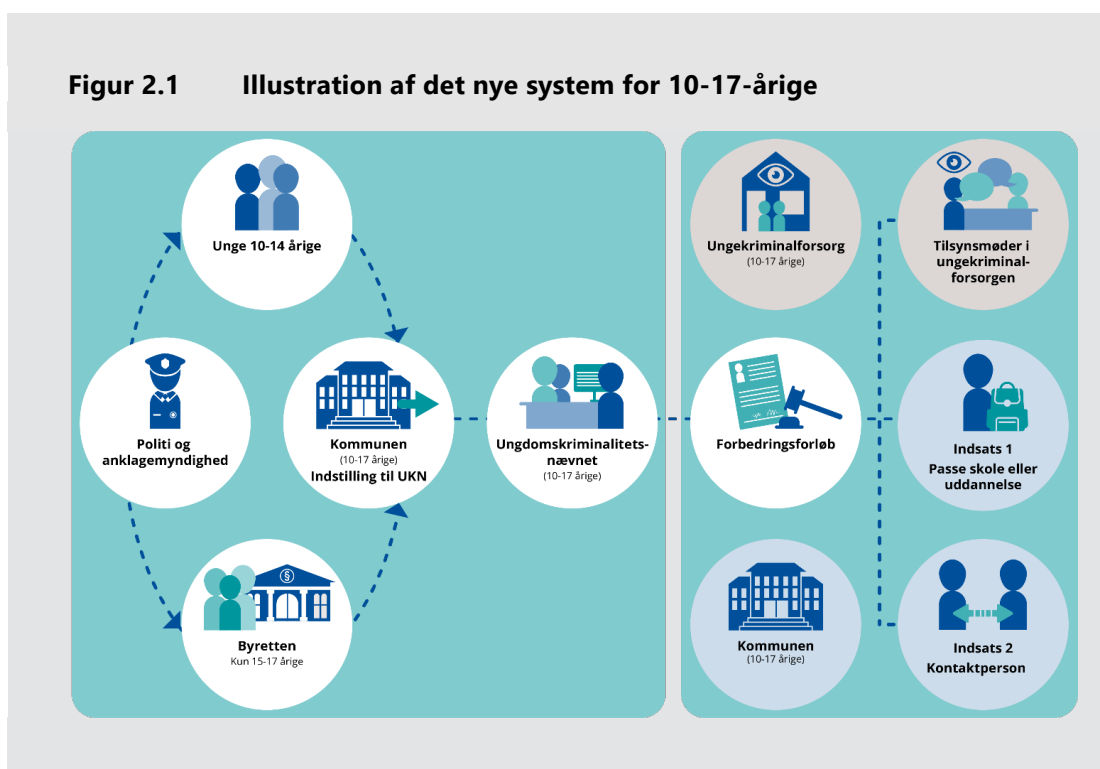 Figur 2.1 Illustration af det nye system for 10-17-årige
Unge 10-14 årige
Politi og
anklagemyndighed
Byretten
Kun 15-17 årige
§
Kommunen
(10-17 årige)
Indstilling til UKN
Ungdomskriminalitets-
nævnet
(10-17 årige)
Ungekriminalforsorg
(10-17 årige)
Forbedringsforløb
Kommunen
(10-17 årige)
Tilsynsmøder i
ungekriminal-
forsorgen
Indsats 1
Passe skole eller
uddannelse
Indsats 2
Kontaktperson